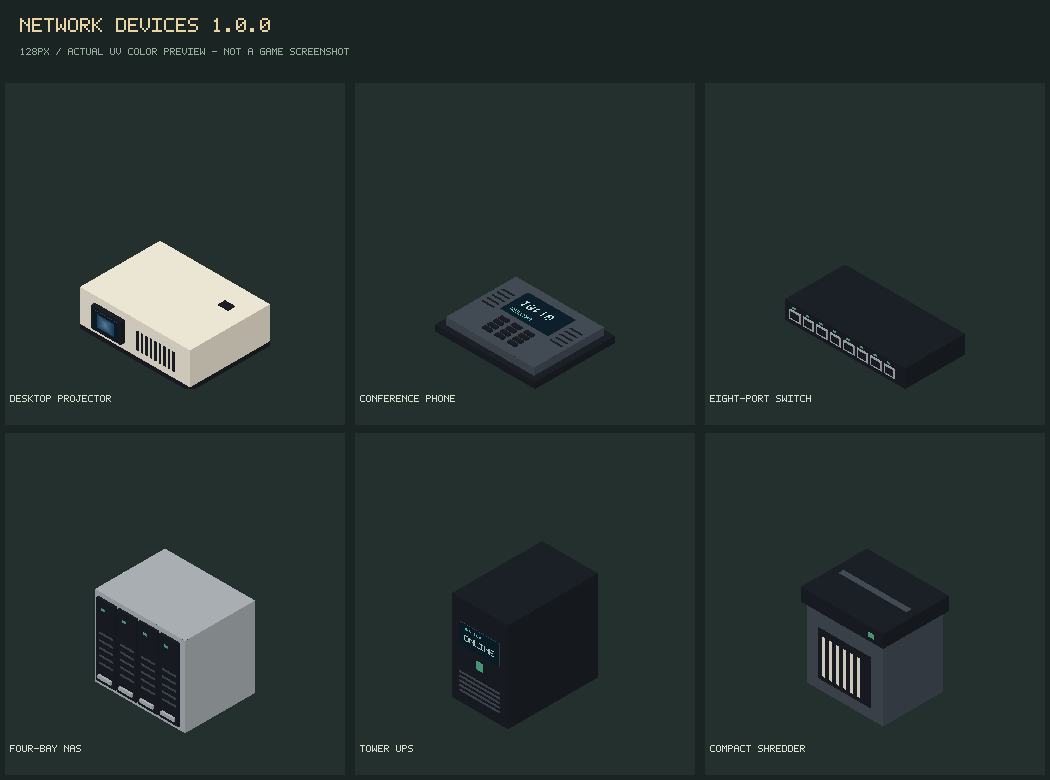 NETWORK DEVICES 1.0.0
128PX / ACTUAL UV COLOR PREVIEW - NOT A GAME SCREENSHOT
DESKTOP PROJECTOR
CONFERENCE PHONE
EIGHT-PORT SWITCH
ONLINE
FOUR-BAY NAS
TOWER UPS
COMPACT SHREDDER